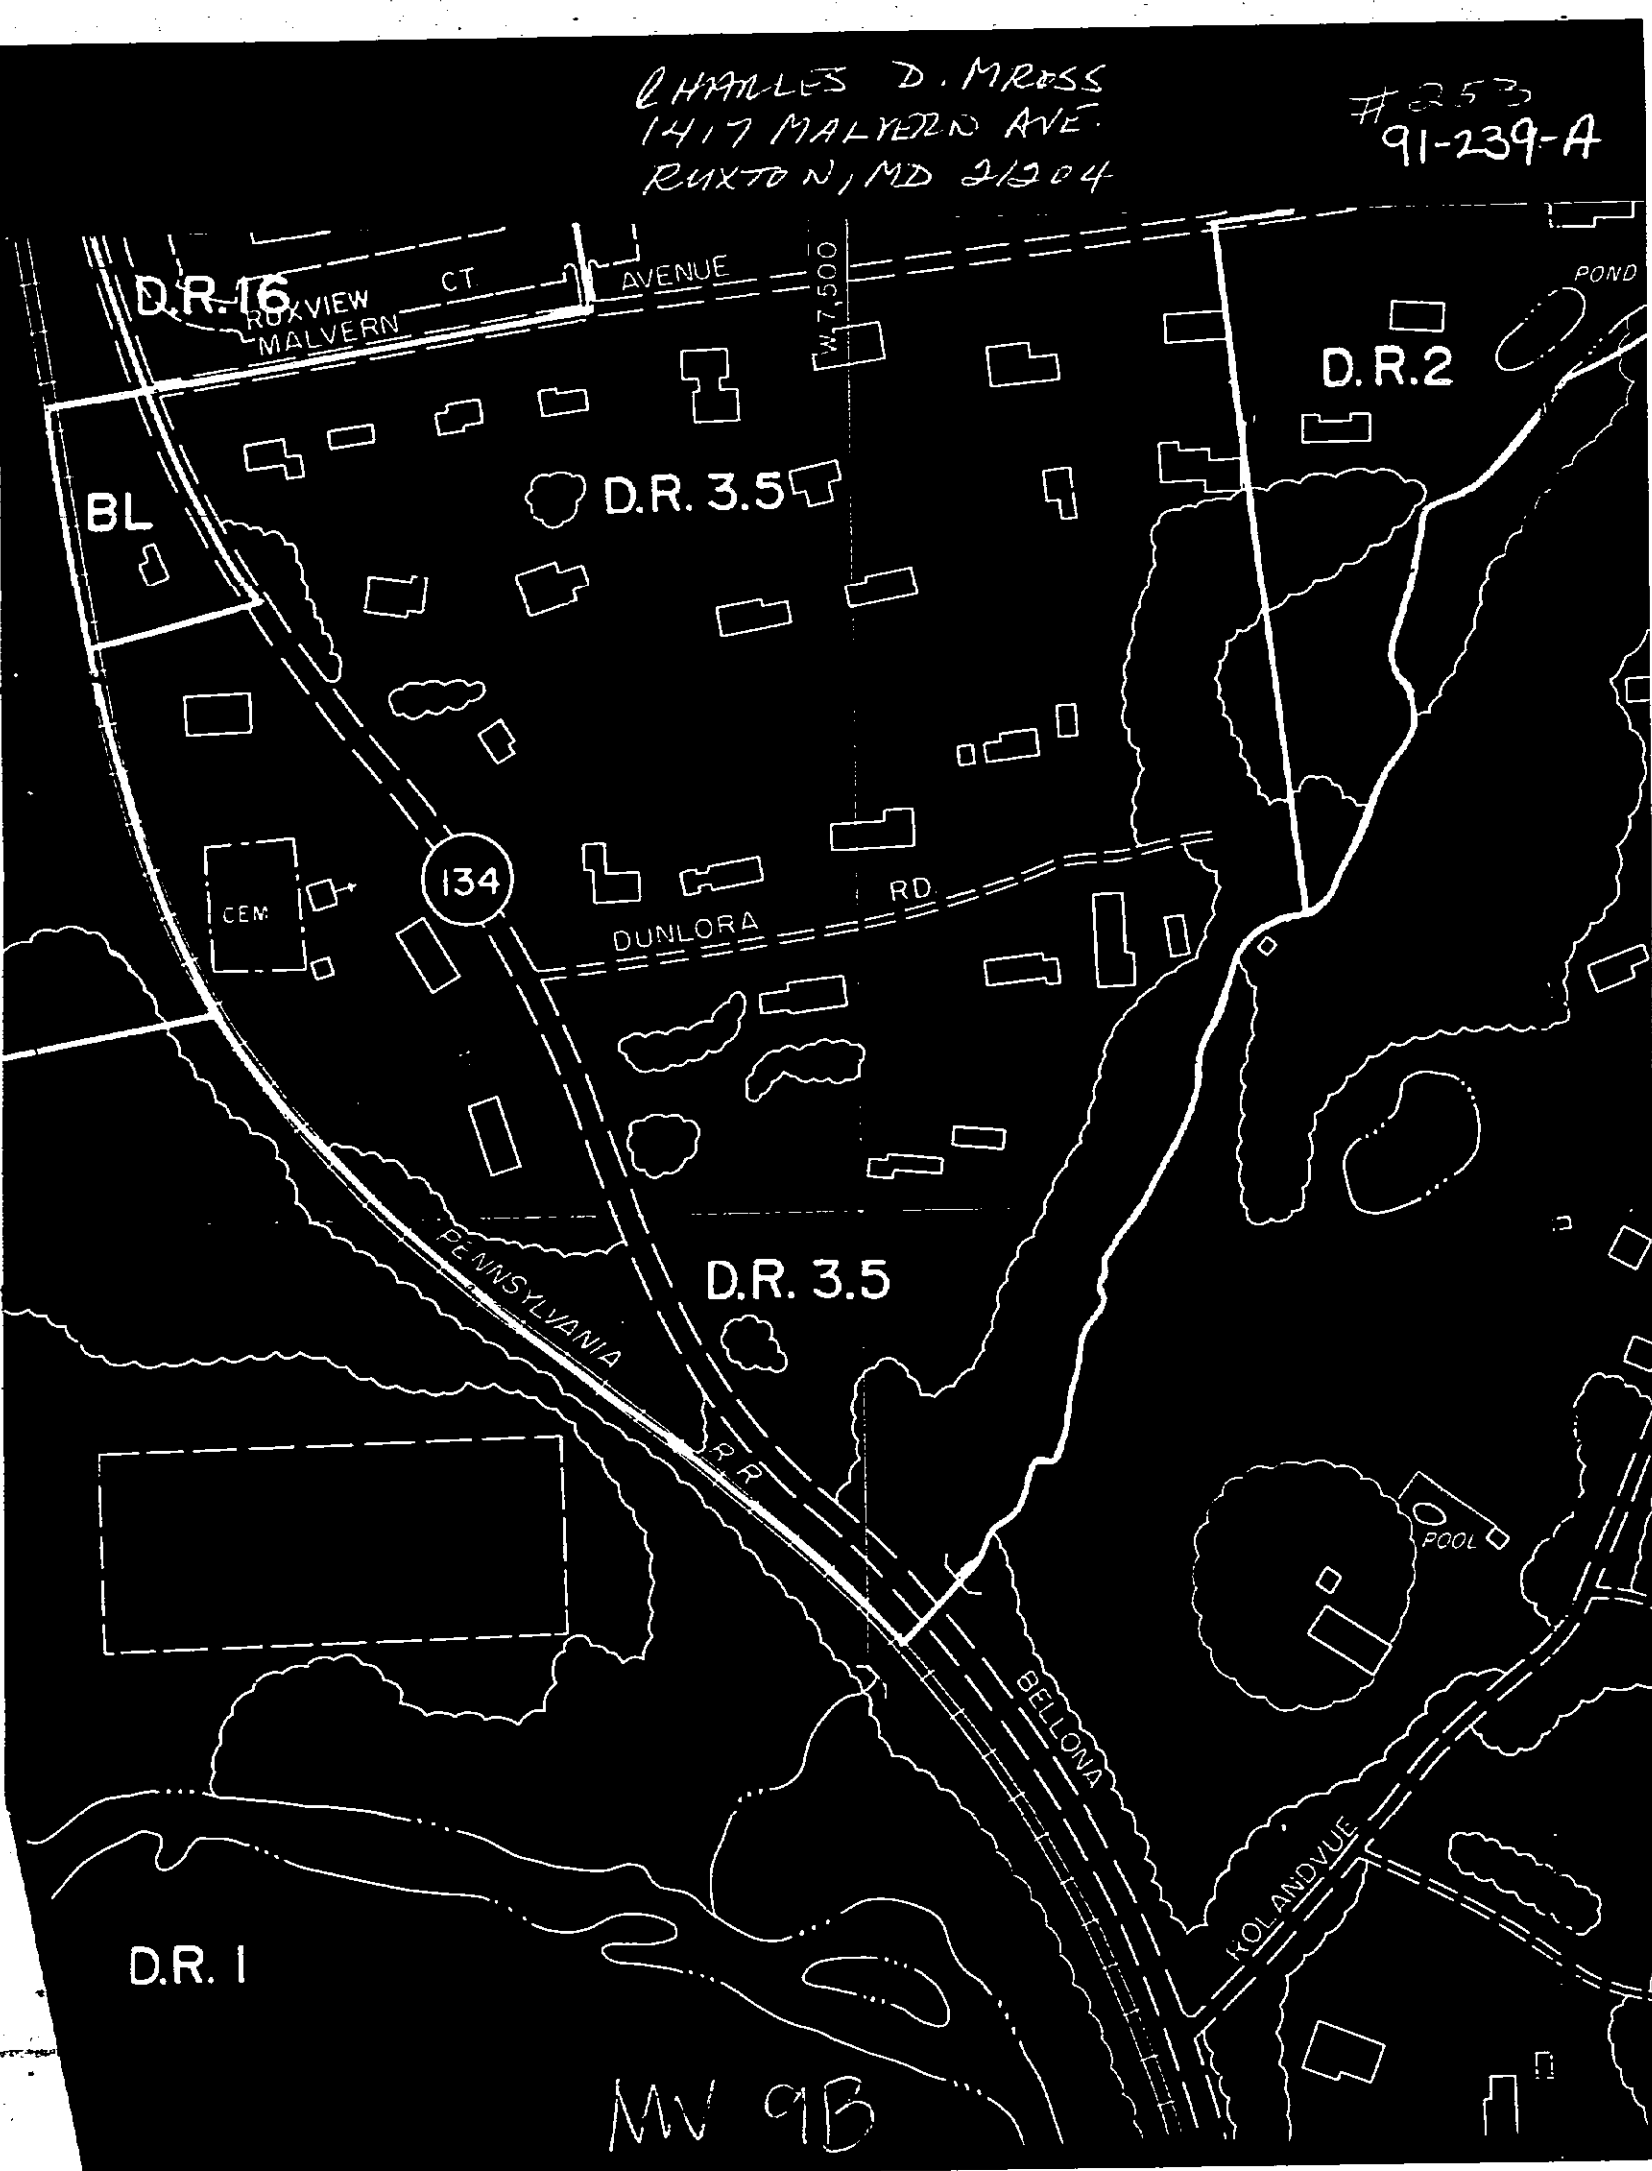 CHARLES D. MROSS
1417 MALVERN AVE.
RUXTON, MD 21204
# 253
91-239-A
D.R. 16
RUXVIEW CT.
MALVERN AVENUE
W 7,500
POND
D.R. 2
BL
D.R. 3.5
134
CEM
DUNLORA RD.
PENNSYLVANIA R R
D.R. 3.5
POOL
BELLONA
ROLANDVUE
D.R. 1
MV 9B